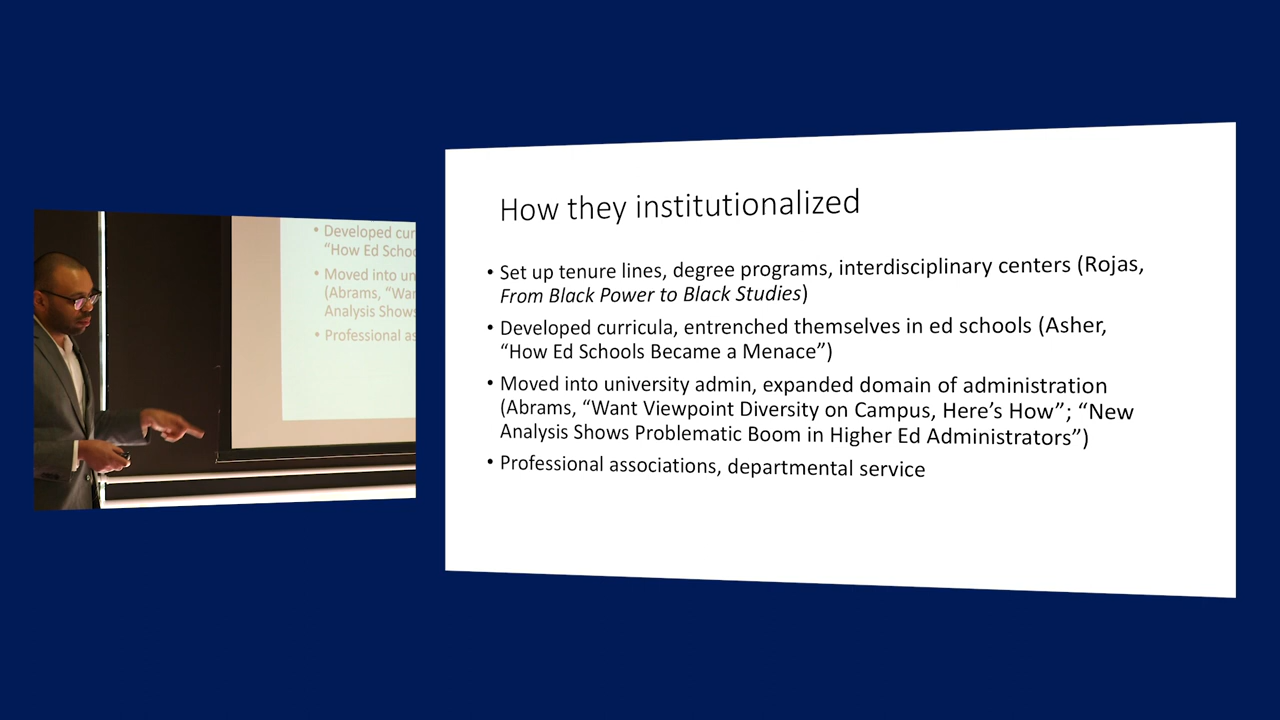 • Developed cur
"How Ed Schoo
• Moved into un
(Abrams, "Wan
Analysis Shows
• Professional as
How they institutionalized
• Set up tenure lines, degree programs, interdisciplinary centers (Rojas,
From Black Power to Black Studies)
• Developed curricula, entrenched themselves in ed schools (Asher,
“How Ed Schools Became a Menace”)
• Moved into university admin, expanded domain of administration
(Abrams, “Want Viewpoint Diversity on Campus, Here’s How”; “New
Analysis Shows Problematic Boom in Higher Ed Administrators”)
• Professional associations, departmental service